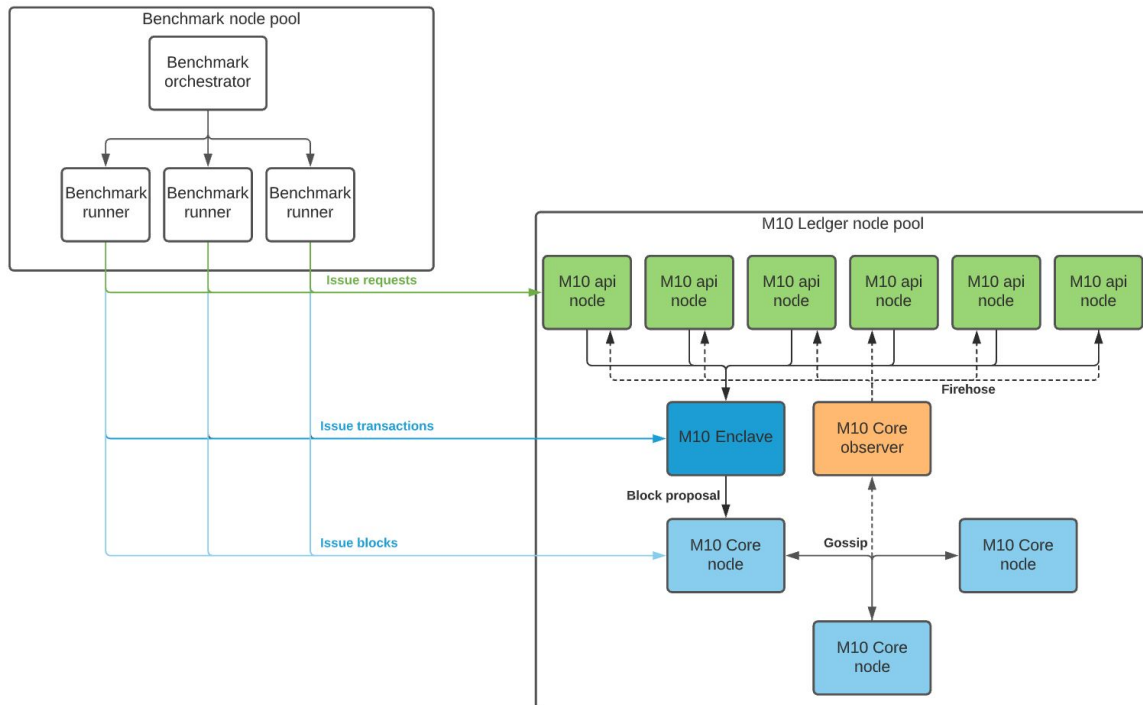 Benchmark node pool
Benchmark
orchestrator
Benchmark
runner
Benchmark
runner
Benchmark
runner
M10 Ledger node pool
Issue requests
M10 api
node
M10 api
node
M10 api
node
M10 api
node
M10 api
node
M10 api
node
Firehose
Issue transactions
M10 Enclave
M10 Core
observer
Block proposal
Issue blocks
M10 Core
node
Gossip
M10 Core
node
M10 Core
node